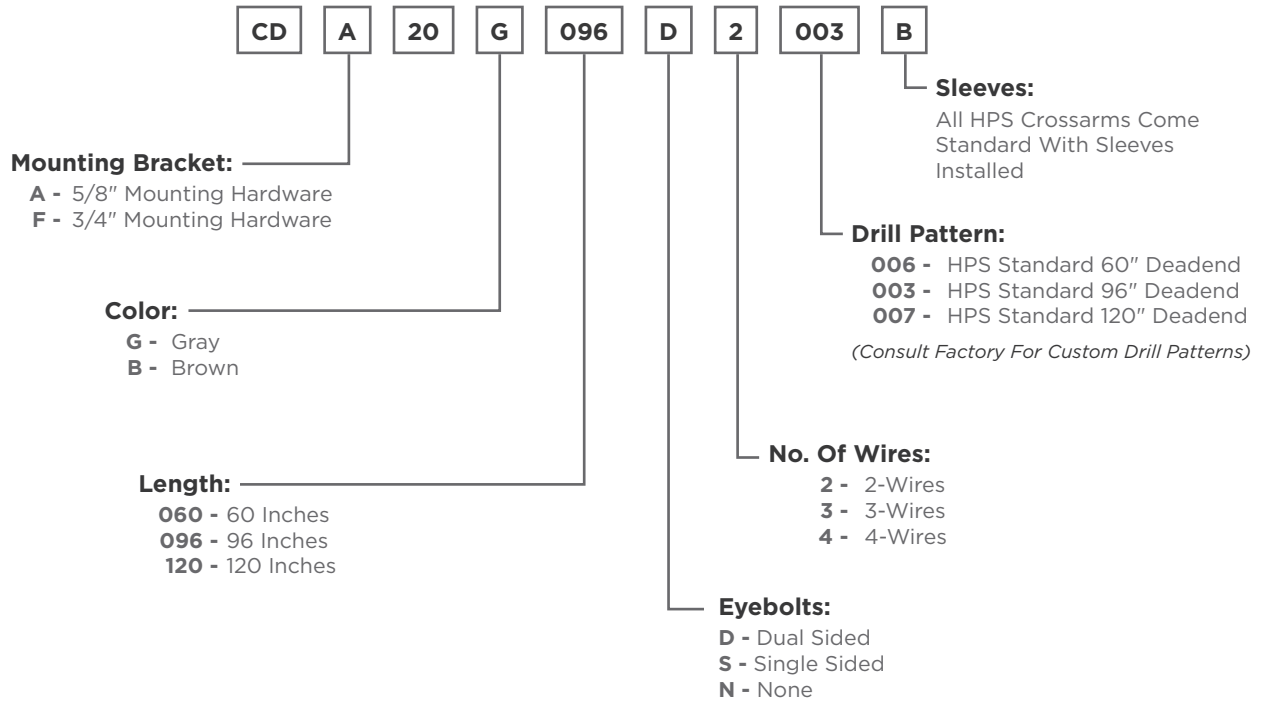 CD A 20 G 096 D 2 003 B
Sleeves:
All HPS Crossarms Come
Standard With Sleeves
Installed
Mounting Bracket:
A - 5/8" Mounting Hardware
F - 3/4" Mounting Hardware
Drill Pattern:
006 - HPS Standard 60" Deadend
003 - HPS Standard 96" Deadend
007 - HPS Standard 120" Deadend
(Consult Factory For Custom Drill Patterns)
Color:
G - Gray
B - Brown
No. Of Wires:
2 - 2-Wires
3 - 3-Wires
4 - 4-Wires
Length:
060 - 60 Inches
096 - 96 Inches
120 - 120 Inches
Eyebolts:
D - Dual Sided
S - Single Sided
N - None